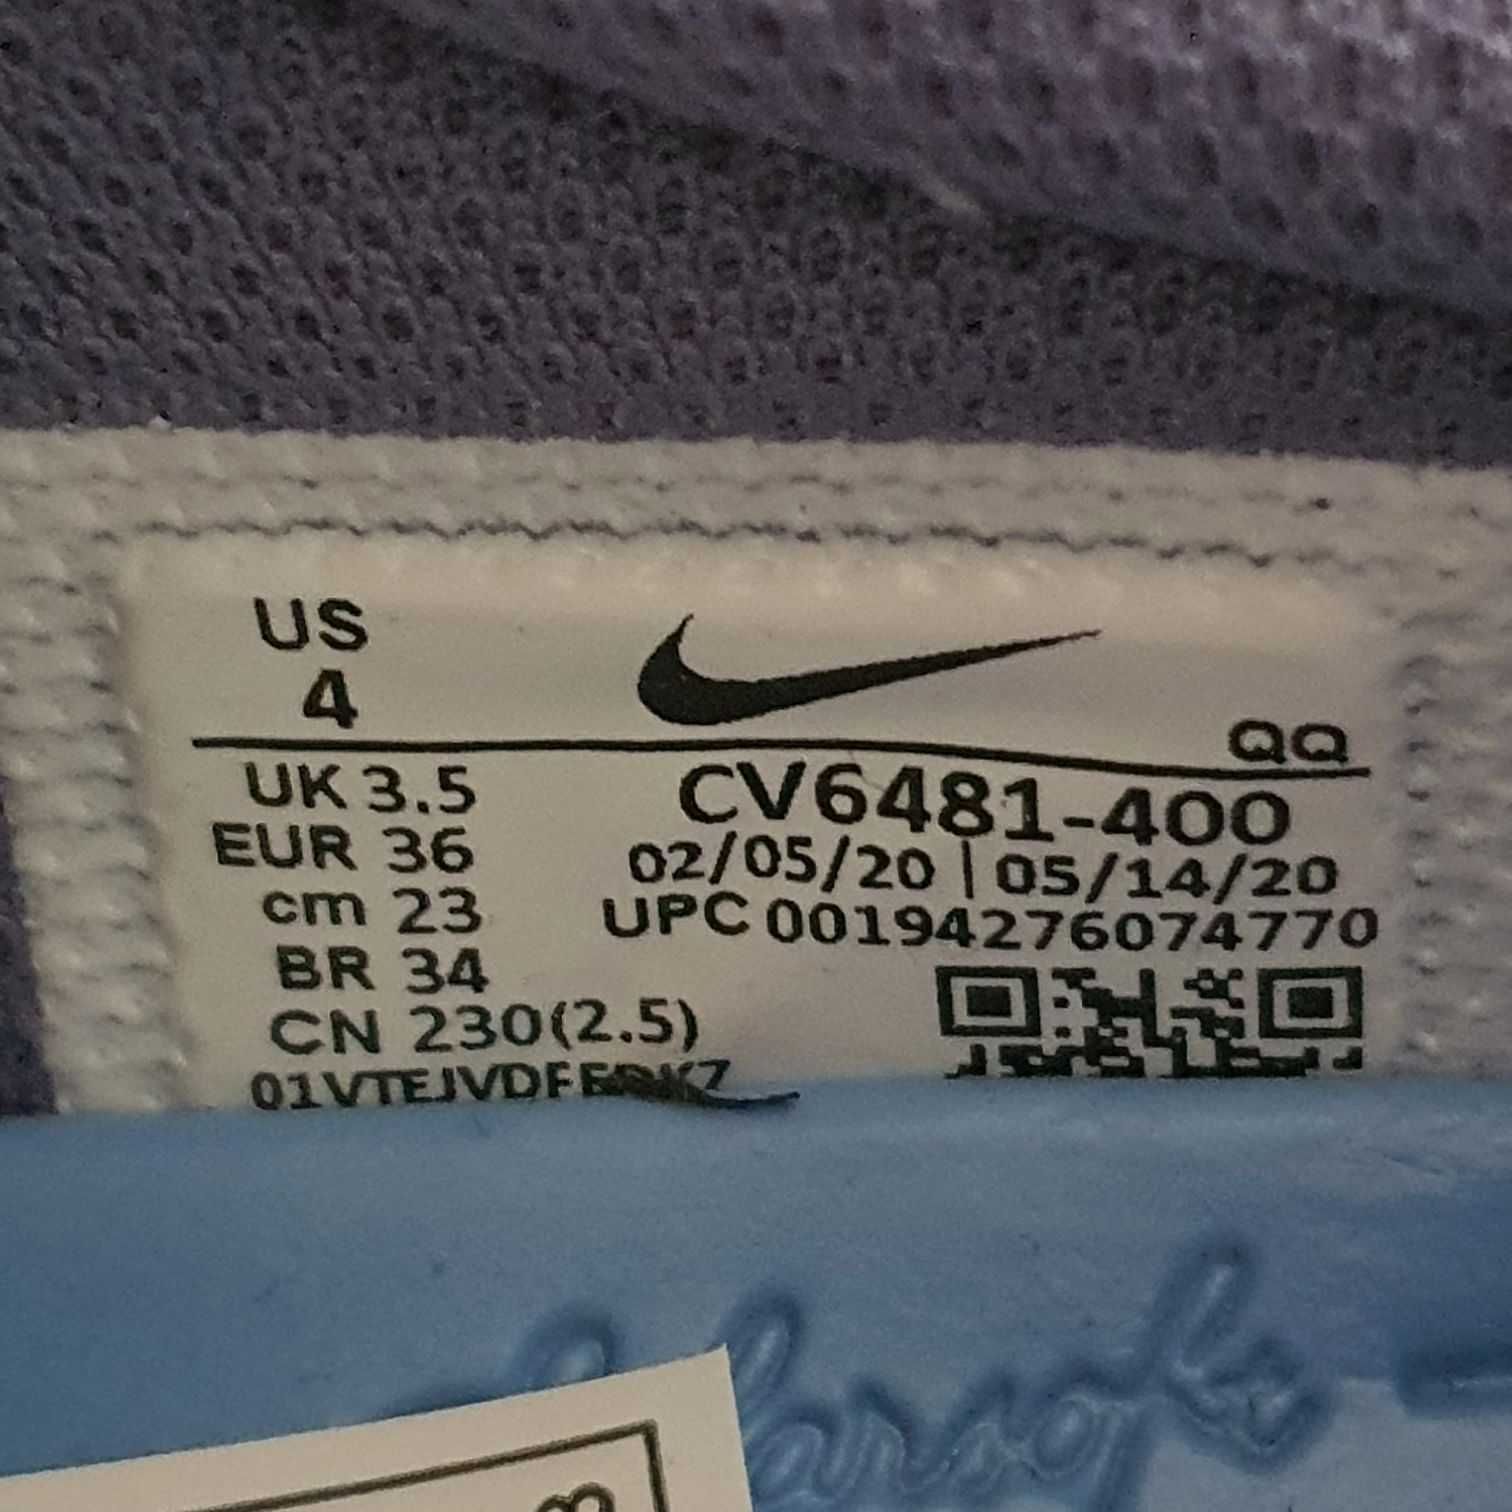 US
4
QQ
UK 3.5
EUR 36
cm 23
BR 34
CN 230(2.5)
CV6481-400
02/05/20 | 05/14/20
UPC 00194276074770
8